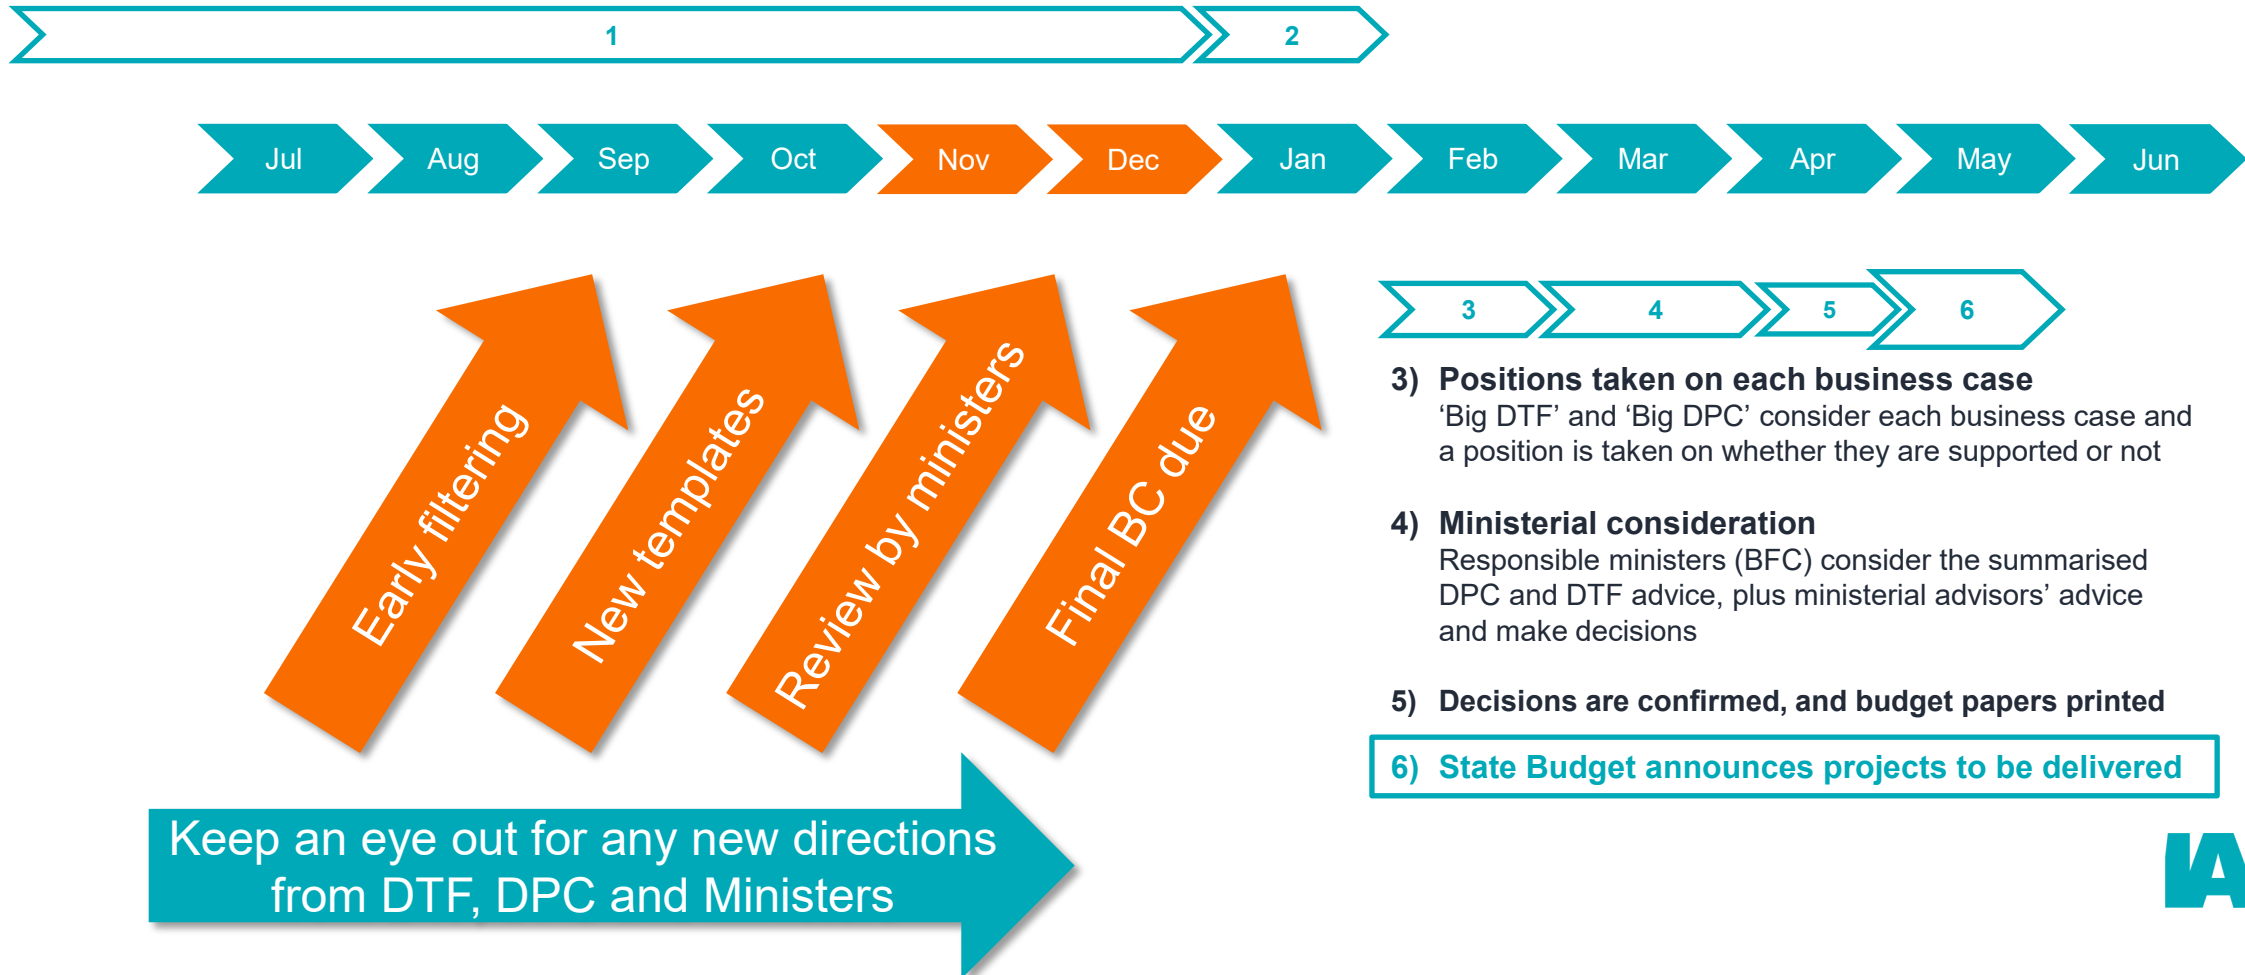 1
2
Jul
Aug
Sep
Oct
Nov
Dec
Jan
Feb
Mar
Apr
May
Jun
Early filtering
New templates
Review by ministers
Final BC due
3
4
5
6
3) Positions taken on each business case
‘Big DTF’ and ‘Big DPC’ consider each business case and
a position is taken on whether they are supported or not
4) Ministerial consideration
Responsible ministers (BFC) consider the summarised
DPC and DTF advice, plus ministerial advisors’ advice
and make decisions
5) Decisions are confirmed, and budget papers printed
6) State Budget announces projects to be delivered
Keep an eye out for any new directions
from DTF, DPC and Ministers